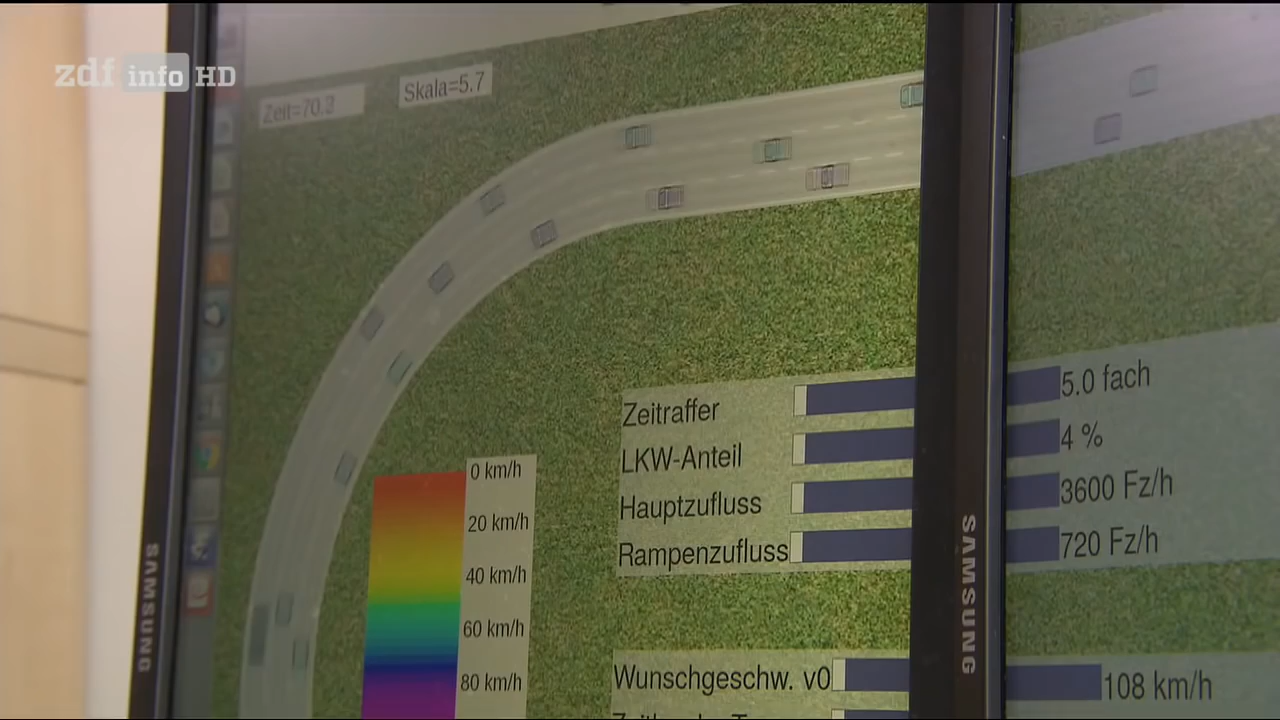 zdf info HD
Zeit=70.3
Skala=5.7
Zeitraffer 5.0 fach
LKW-Anteil 4 %
Hauptzufluss 3600 Fz/h
Rampenzufluss 720 Fz/h
0 km/h
20 km/h
40 km/h
60 km/h
80 km/h
Wunschgeschw. v0 108 km/h
SAMSUNG
SAMSUNG